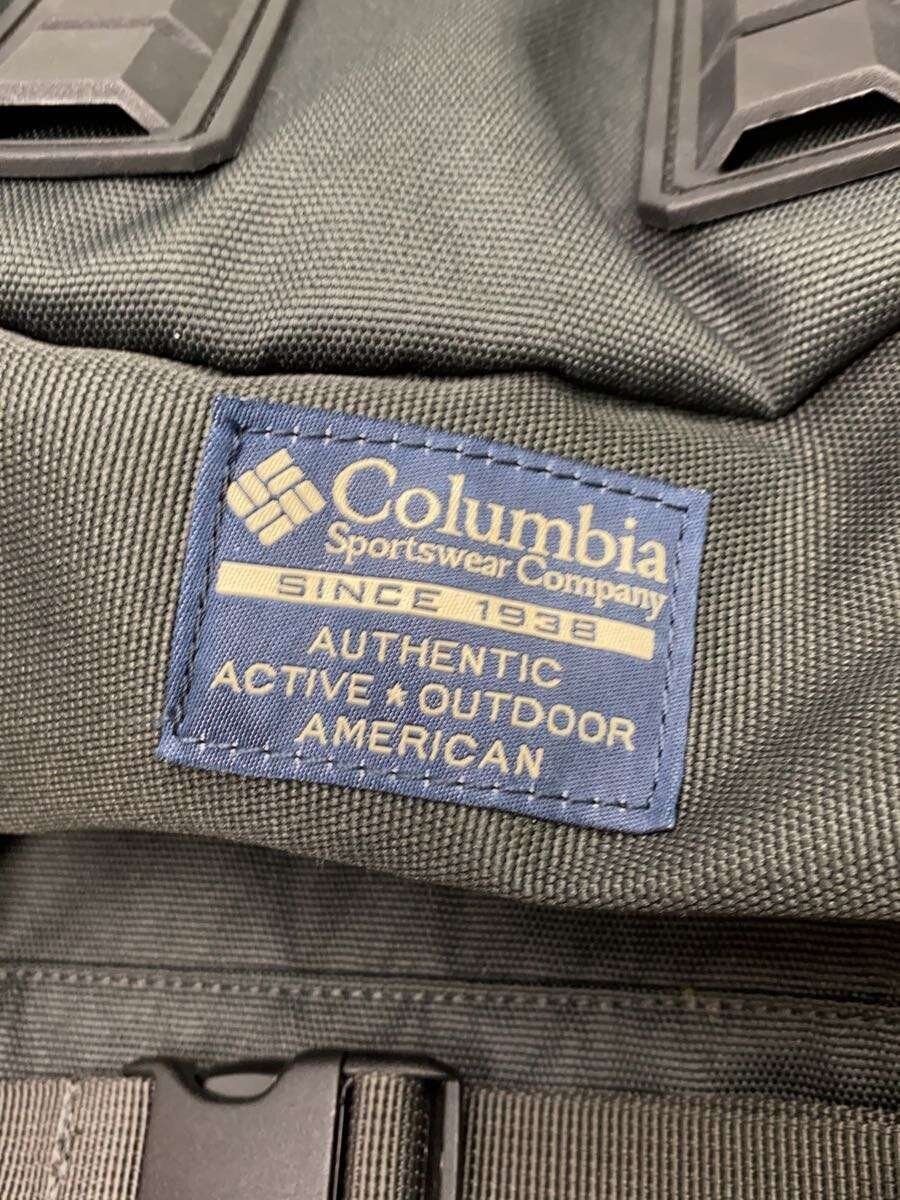 Columbia
Sportswear Company
SINCE 1938
AUTHENTIC
ACTIVE ★ OUTDOOR
AMERICAN